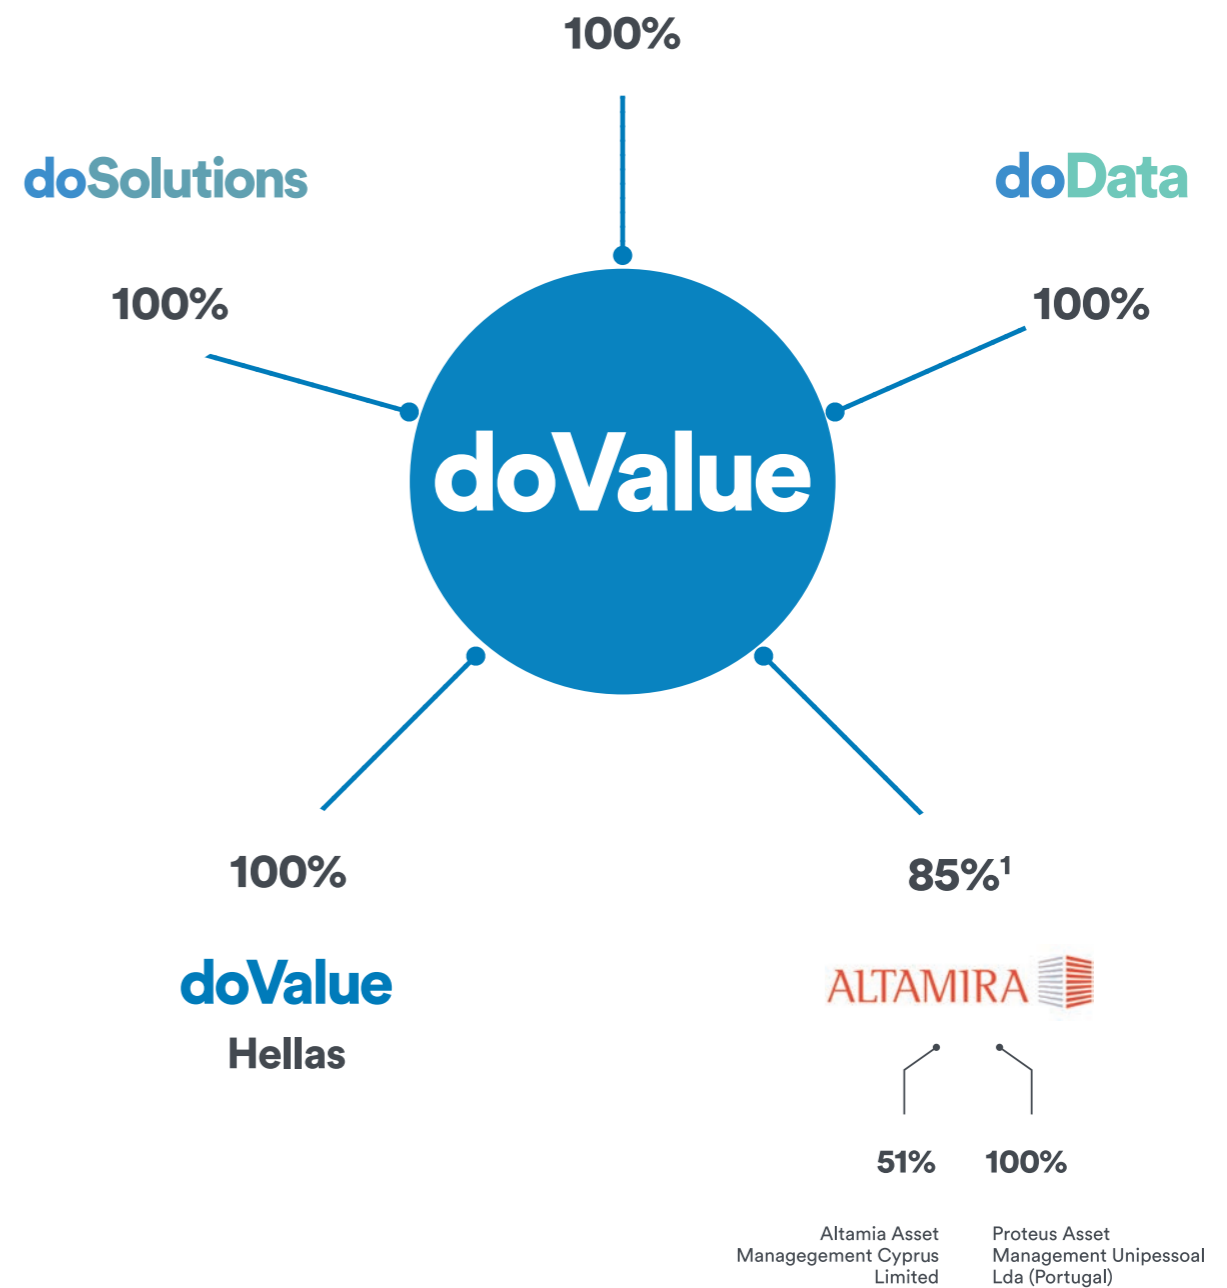 100%
doSolutions
doData
100%
100%
doValue
100%
85%¹
doValue
Hellas
ALTAMIRA
51%
100%
Altamia Asset
Managegement Cyprus
Limited
Proteus Asset
Management Unipessoal
Lda (Portugal)